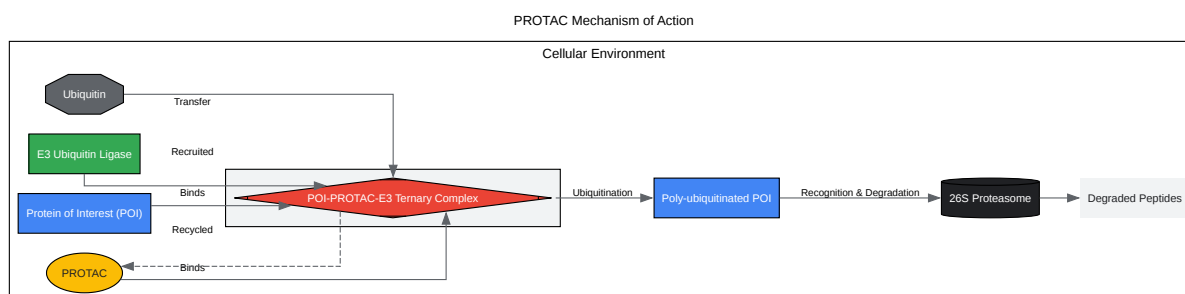 PROTAC Mechanism of Action
Cellular Environment
Ubiquitin
Transfer
E3 Ubiquitin Ligase
Recruited
Binds
POI-PROTAC-E3 Ternary Complex
Ubiquitination
Poly-ubiquitinated POI
Recognition & Degradation
26S Proteasome
Degraded Peptides
Protein of Interest (POI)
Recycled
Binds
PROTAC